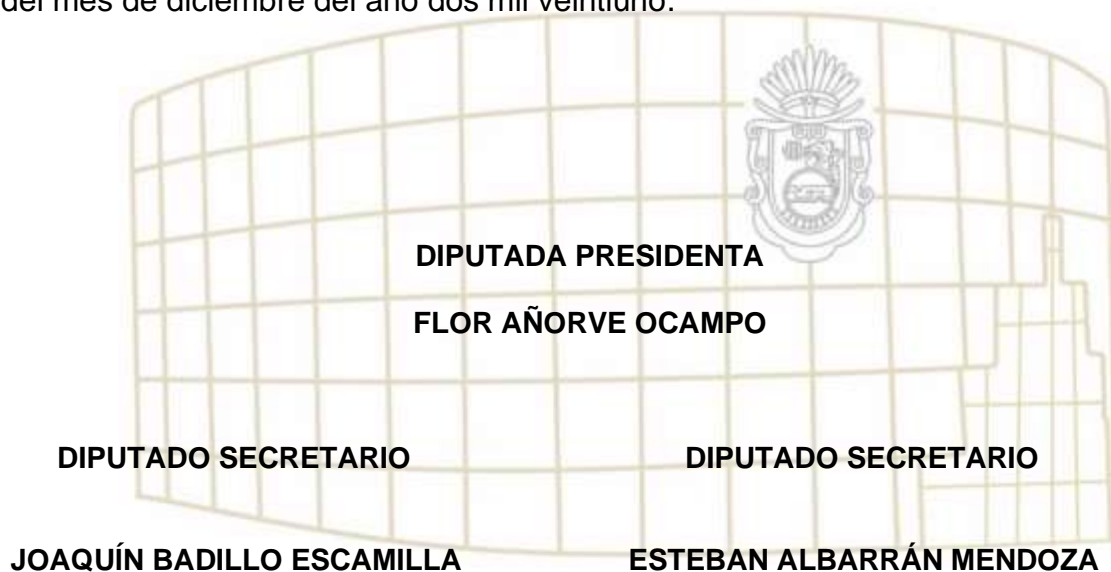 del mes de diciembre del año dos mil veintiuno.
DIPUTADA PRESIDENTA
FLOR AÑORVE OCAMPO
DIPUTADO SECRETARIO DIPUTADO SECRETARIO
JOAQUÍN BADILLO ESCAMILLA ESTEBAN ALBARRÁN MENDOZA